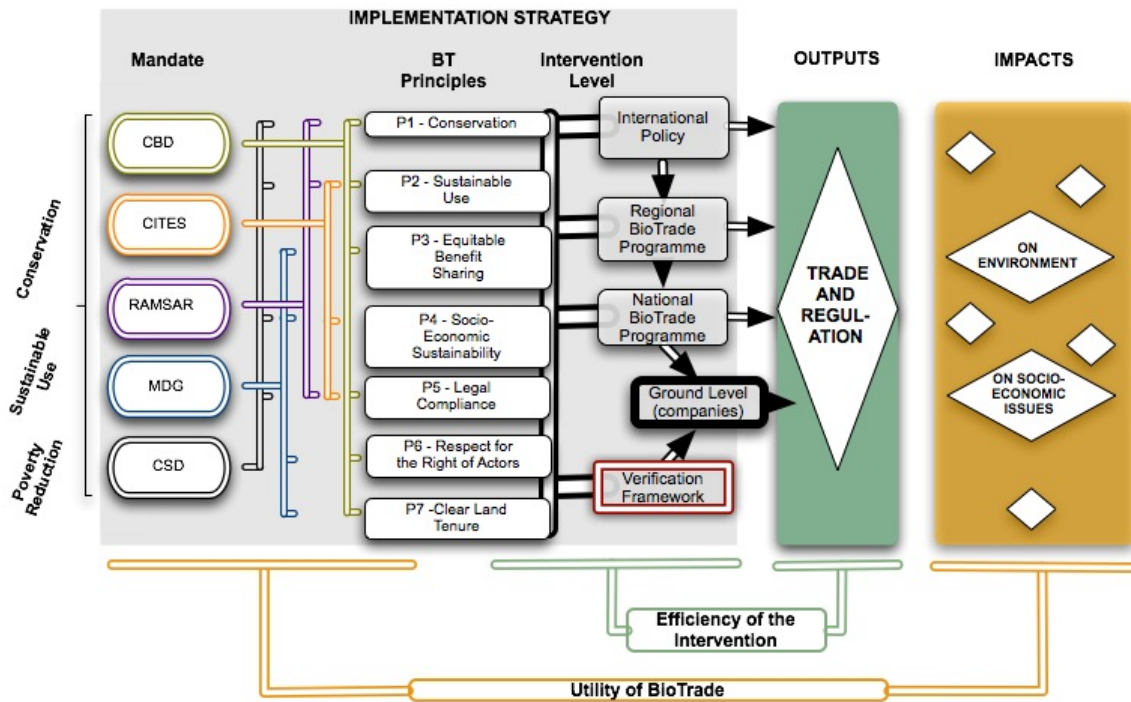 IMPLEMENTATION STRATEGY
Mandate
BT
Principles
Intervention
Level
OUTPUTS
IMPACTS
Conservation
Sustainable
Use
Poverty
Reduction
CBD
CITES
RAMSAR
MDG
CSD
P1 - Conservation
P2 - Sustainable
Use
P3 - Equitable
Benefit
Sharing
P4 - Socio-
Economic
Sustainability
P5 - Legal
Compliance
P6 - Respect for
the Right of Actors
P7 -Clear Land
Tenure
International
Policy
Regional
BioTrade
Programme
National
BioTrade
Programme
Ground Level
(companies)
Verification
Framework
TRADE
AND
REGUL-
ATION
ON
ENVIRONMENT
ON SOCIO-
ECONOMIC
ISSUES
Efficiency of the
Intervention
Utility of BioTrade